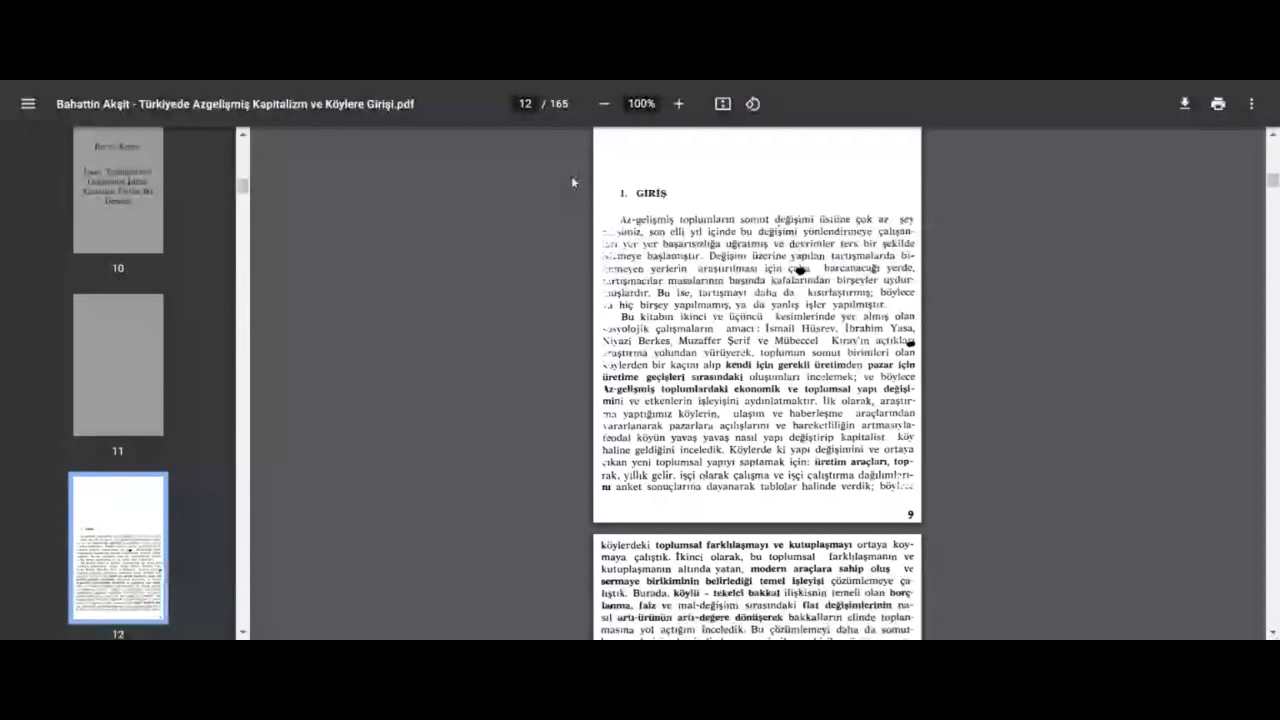 Bahattin Akşit - Türkiyede Azgelişmiş Kapitalizm ve Köylere Girişi.pdf
12 / 165
100%
10
11
12
1. GİRİŞ
Az-gelişmiş toplumların somut değişimi üstüne çok az şey
son elli yıl içinde bu değişimi yönlendirmeye çalışan-
yer yer başarısızlığa uğratmış ve devrimler ters bir şekilde
başlamıştır. Değişim üzerine yapılan tartışmalarda bi-
yerlerin araştırılması için çaba harcanacağı yerde,
tartışmacılar masalarının başında kafalarından birşeyler uydur-
muşlardır. Bu ise, tartışmayı daha da kısırlaştırmış; böylece
hiç birşey yapılmamış, ya da yanlış işler yapılmıştır.
Bu kitabın ikinci ve üçüncü kesimlerinde yer almış olan
sosyolojik çalışmaların amacı: İsmail Hüsrev, İbrahim Yasa,
Niyazi Berkes, Muzaffer Şerif ve Mübeccel Kıray'ın açtıkları
araştırma yolundan yürüyerek, toplumun somut birimleri olan
köylerden bir kaçını alıp kendi için gerekli üretimden pazar için
üretime geçişleri sırasındaki oluşumları incelemek; ve böylece
Az-gelişmiş toplumlardaki ekonomik ve toplumsal yapı değişi-
mini ve etkenlerin işleyişini aydınlatmaktır. İlk olarak, araştır-
ma yaptığımız köylerin, ulaşım ve haberleşme araçlarından
yararlanarak pazarlara açılışlarını ve hareketliliğin artmasıyla
feodal köyün yavaş yavaş nasıl yapı değiştirip kapitalist köy
haline geldiğini inceledik. Köylerde ki yapı değişimini ve ortaya
çıkan yeni toplumsal yapıyı saptamak için: üretim araçları, top-
rak, yıllık gelir, işçi olarak çalışma ve işçi çalıştırma dağılımları-
nı anket sonuçlarına dayanarak tablolar halinde verdik; böylece
9
köylerdeki toplumsal farklılaşmayı ve kutuplaşmayı ortaya koy-
maya çalıştık. İkinci olarak, bu toplumsal farklılaşmanın ve
kutuplaşmanın altında yatan, modern araçlara sahip oluş ve
sermaye birikiminin belirlediği temel işleyişi çözümlemeye ça-
lıştık. Burada, köylü - tekelci bakkal ilişkisinin temeli olan borç-
lanma, faiz ve mal-değişimi sırasındaki fiat değişimlerinin na-
sıl artı-ürünün artı-değere dönüşerek bakkalların elinde toplan-
masına yol açtığını inceledik. Bu çözümlemeyi daha da somut-